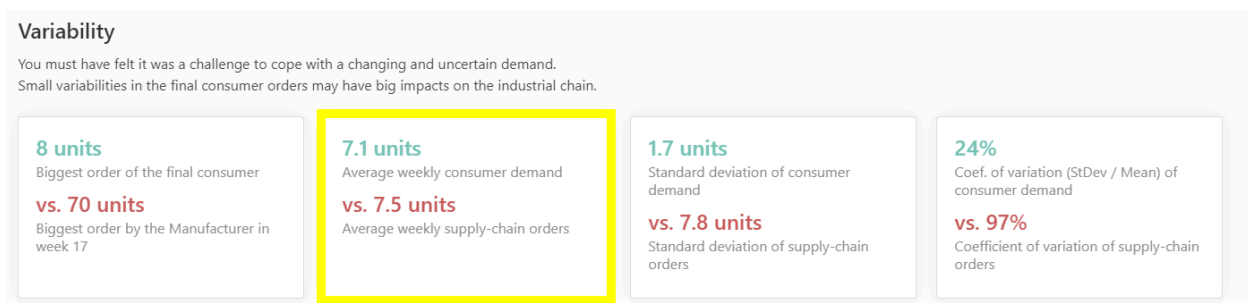 Variability
You must have felt it was a challenge to cope with a changing and uncertain demand.
Small variabilities in the final consumer orders may have big impacts on the industrial chain.
8 units
Biggest order of the final consumer
vs. 70 units
Biggest order by the Manufacturer in
week 17
7.1 units
Average weekly consumer demand
vs. 7.5 units
Average weekly supply-chain orders
1.7 units
Standard deviation of consumer
demand
vs. 7.8 units
Standard deviation of supply-chain
orders
24%
Coef. of variation (StDev / Mean) of
consumer demand
vs. 97%
Coefficient of variation of supply-chain
orders